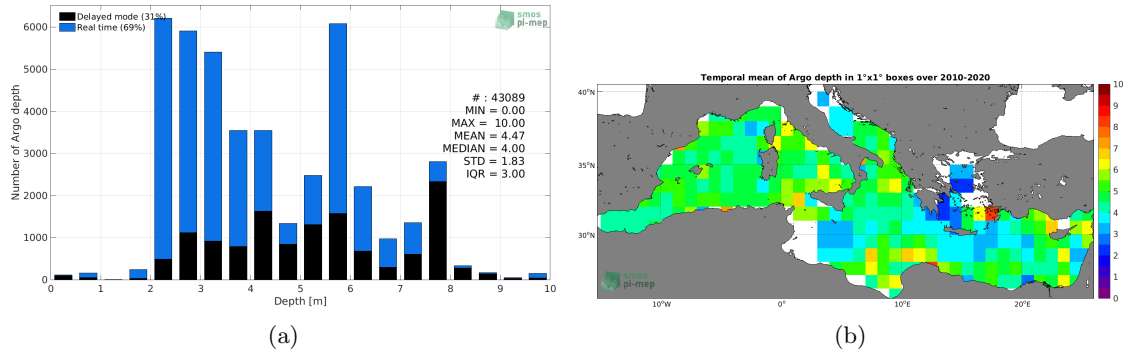 Delayed mode (31%)
Real time (69%)
smos
pi-mep
Number of Argo depth
6000
5000
4000
3000
2000
1000
0
# : 43089
MIN = 0.00
MAX = 10.00
MEAN = 4.47
MEDIAN = 4.00
STD = 1.83
IQR = 3.00
0 1 2 3 4 5 6 7 8 9 10
Depth [m]
(a)
Temporal mean of Argo depth in 1°x1° boxes over 2010-2020
40°N
35°N
30°N
10°W 0° 10°E 20°E
smos
pi-mep
10
9
8
7
6
5
4
3
2
1
0
(b)